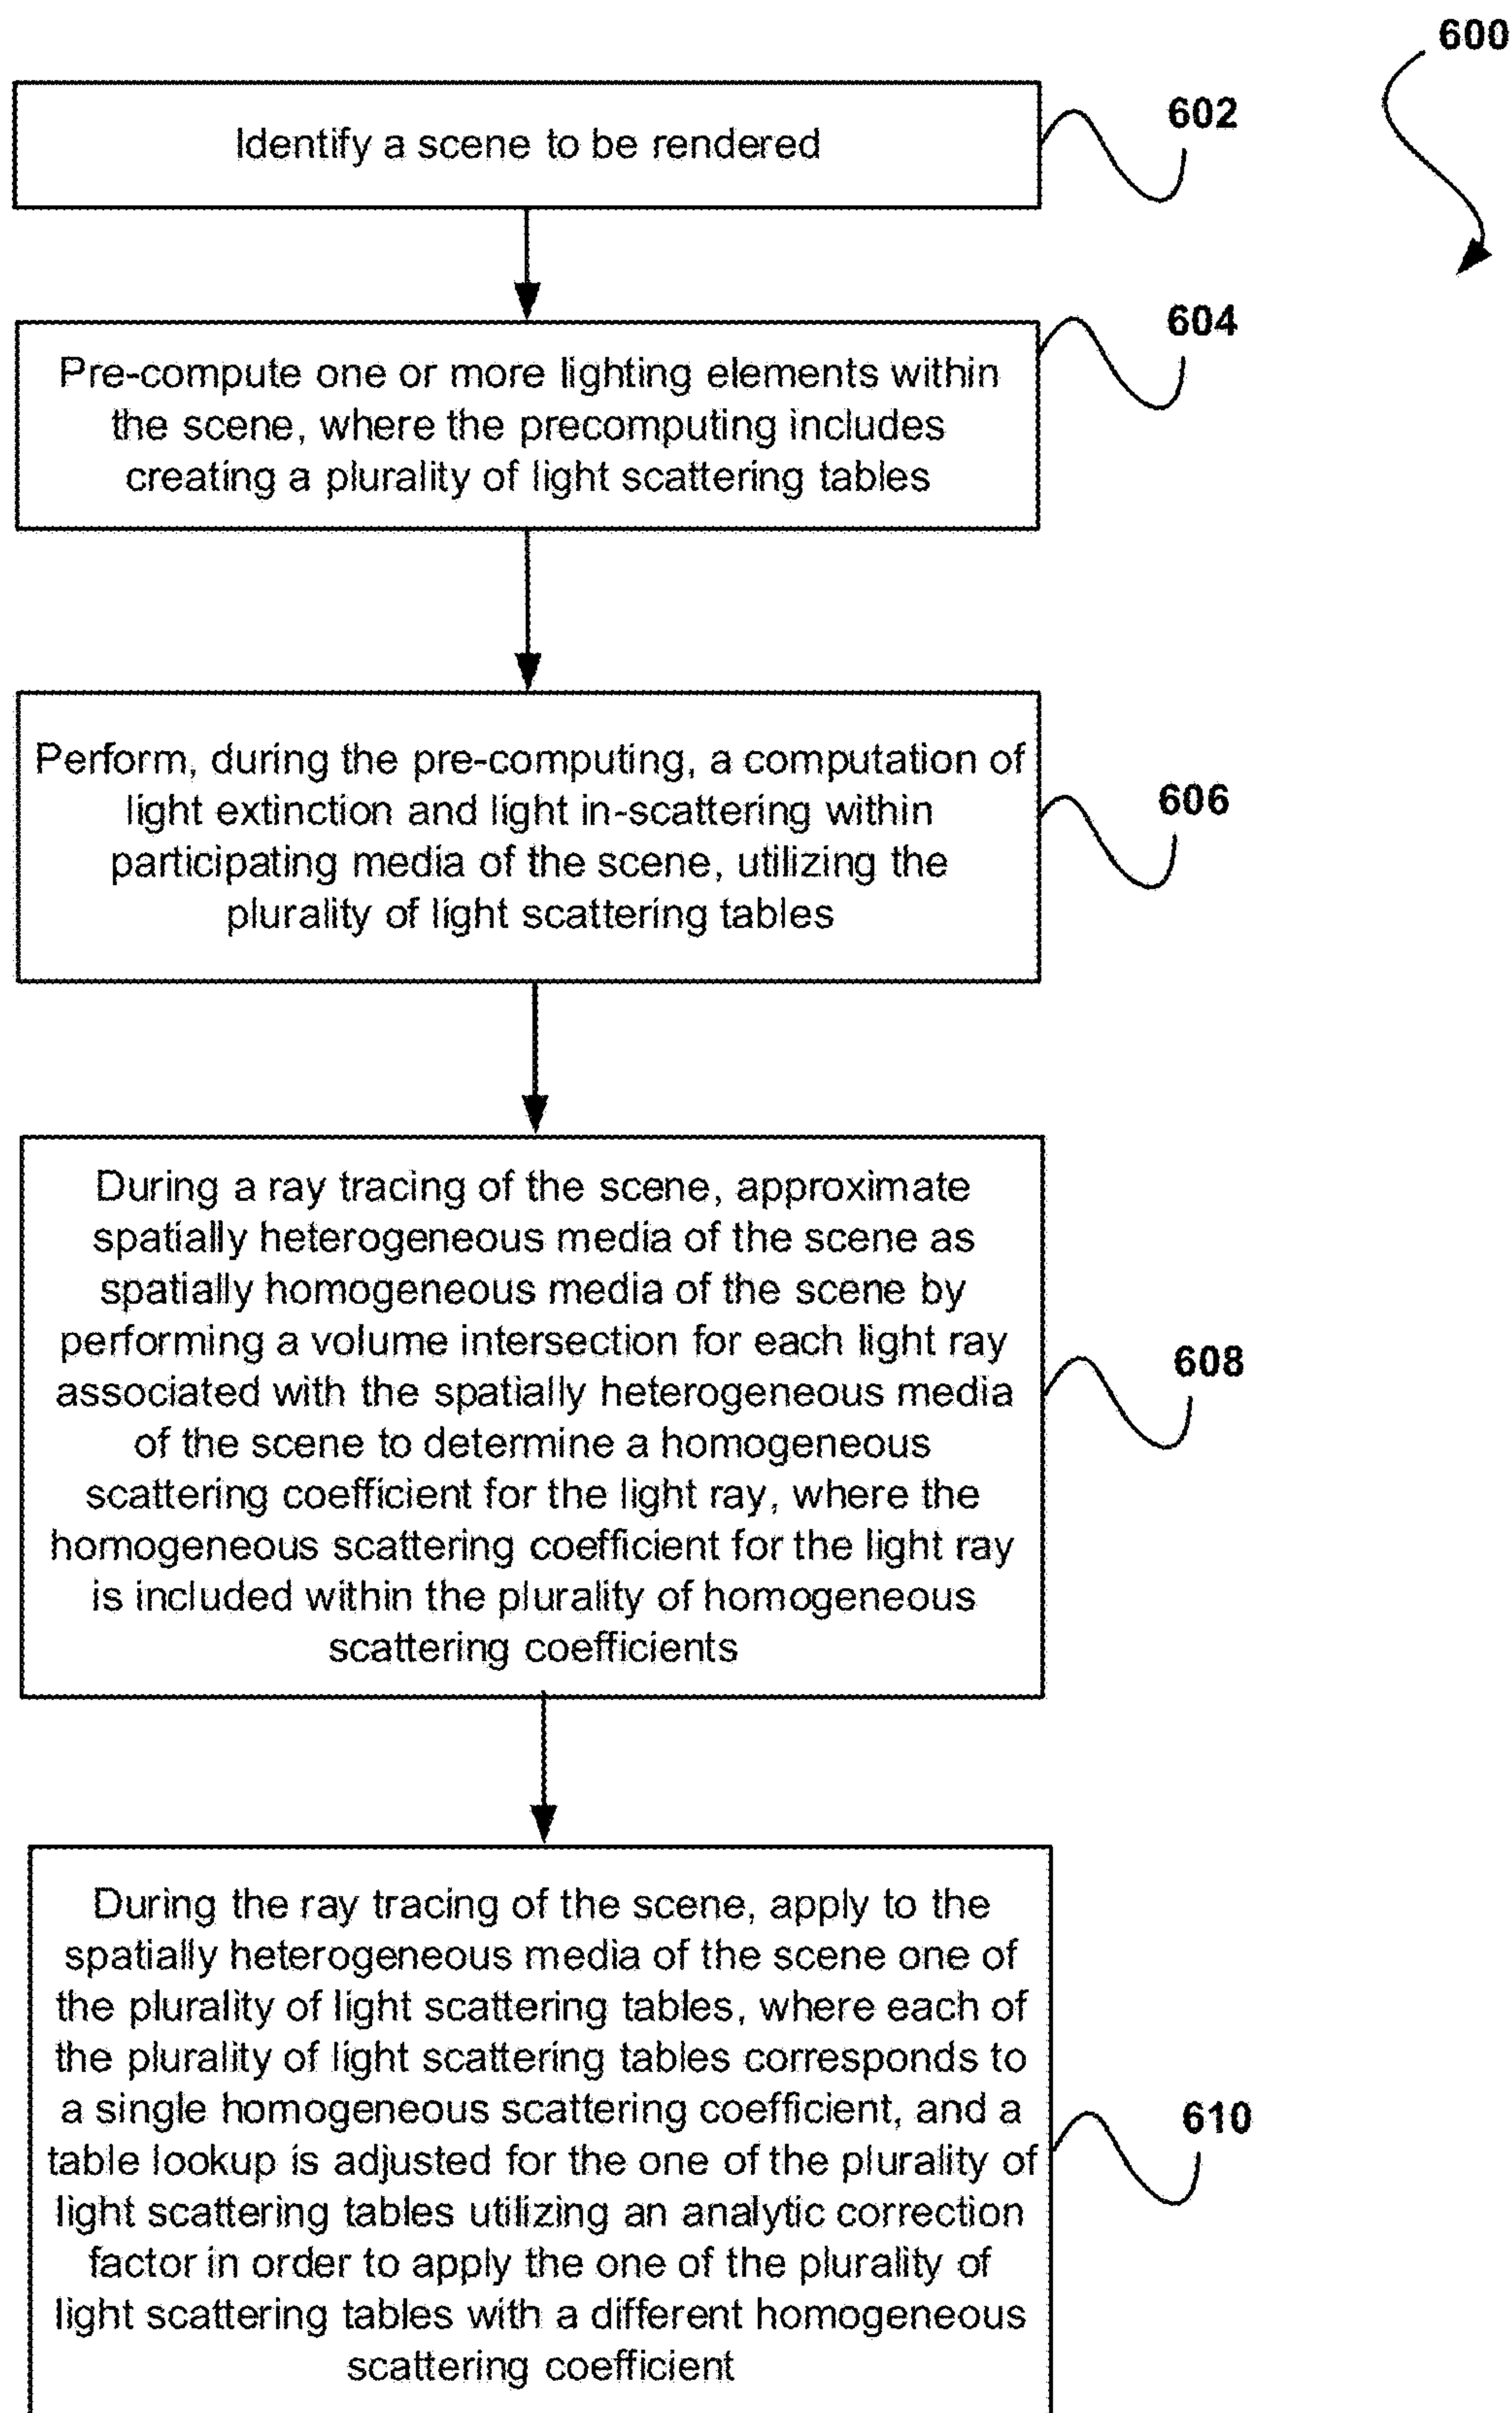 600
Identify a scene to be rendered
602
Pre-compute one or more lighting elements within
the scene, where the precomputing includes
creating a plurality of light scattering tables
604
Perform, during the pre-computing, a computation of
light extinction and light in-scattering within
participating media of the scene, utilizing the
plurality of light scattering tables
606
During a ray tracing of the scene, approximate
spatially heterogeneous media of the scene as
spatially homogeneous media of the scene by
performing a volume intersection for each light ray
associated with the spatially heterogeneous media
of the scene to determine a homogeneous
scattering coefficient for the light ray, where the
homogeneous scattering coefficient for the light ray
is included within the plurality of homogeneous
scattering coefficients
608
During the ray tracing of the scene, apply to the
spatially heterogeneous media of the scene one of
the plurality of light scattering tables, where each of
the plurality of light scattering tables corresponds to
a single homogeneous scattering coefficient, and a
table lookup is adjusted for the one of the plurality of
light scattering tables utilizing an analytic correction
factor in order to apply the one of the plurality of
light scattering tables with a different homogeneous
scattering coefficient
610